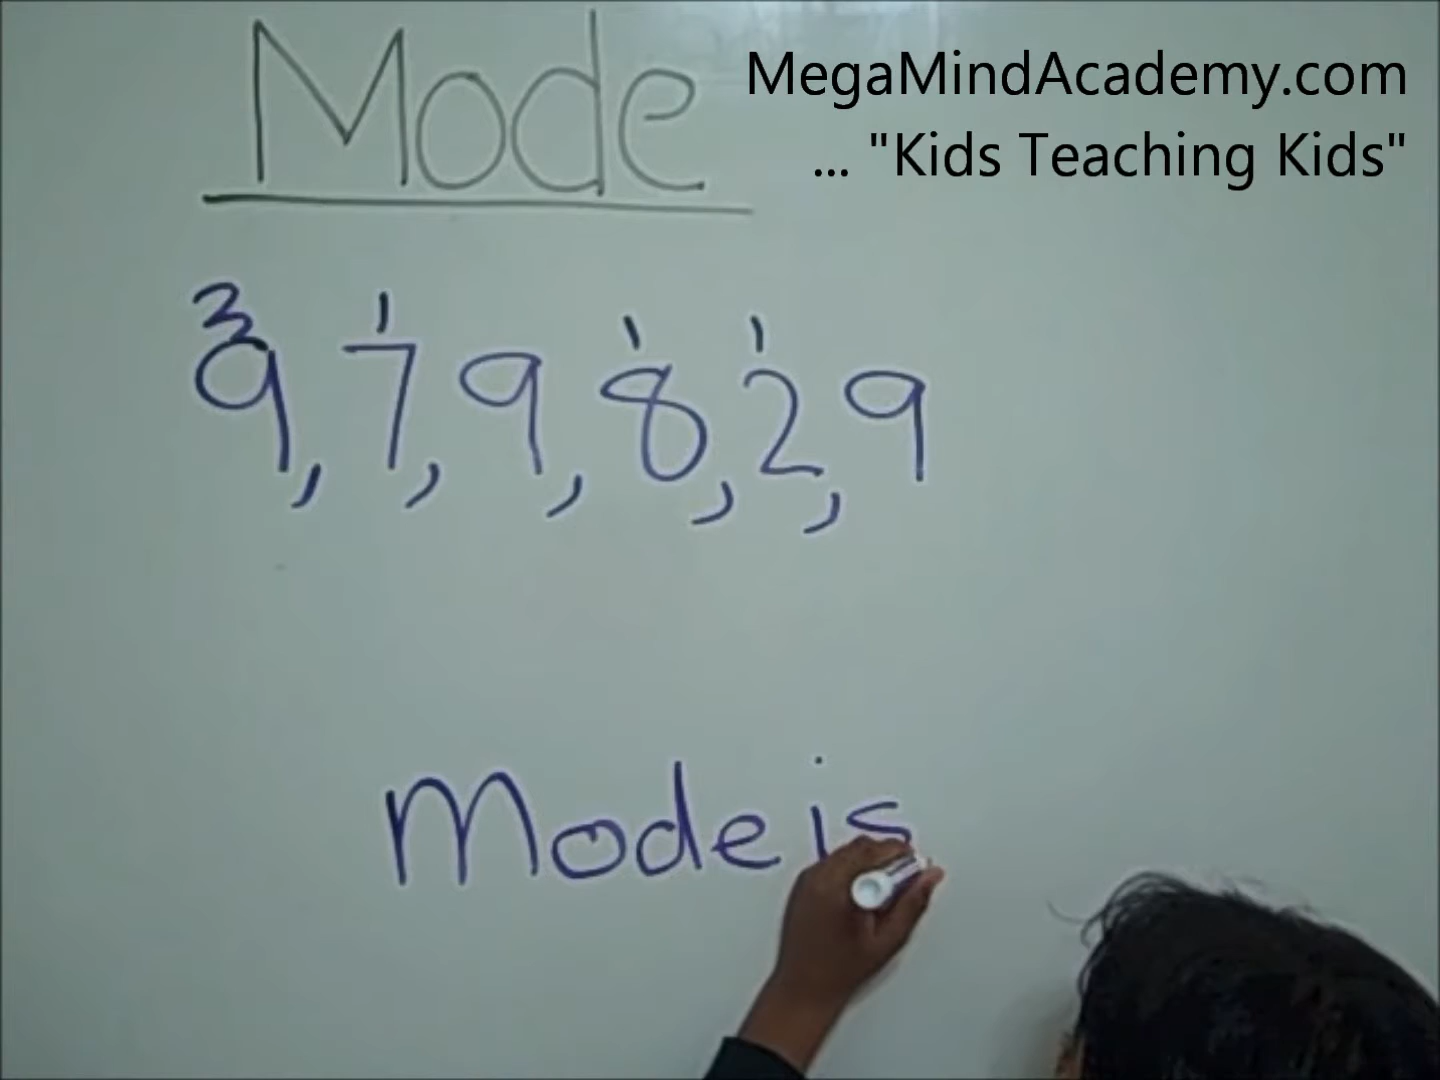 Mode
MegaMindAcademy.com
... "Kids Teaching Kids"
3 1 1 1
9, 7, 9, 8, 2, 9
Mode is